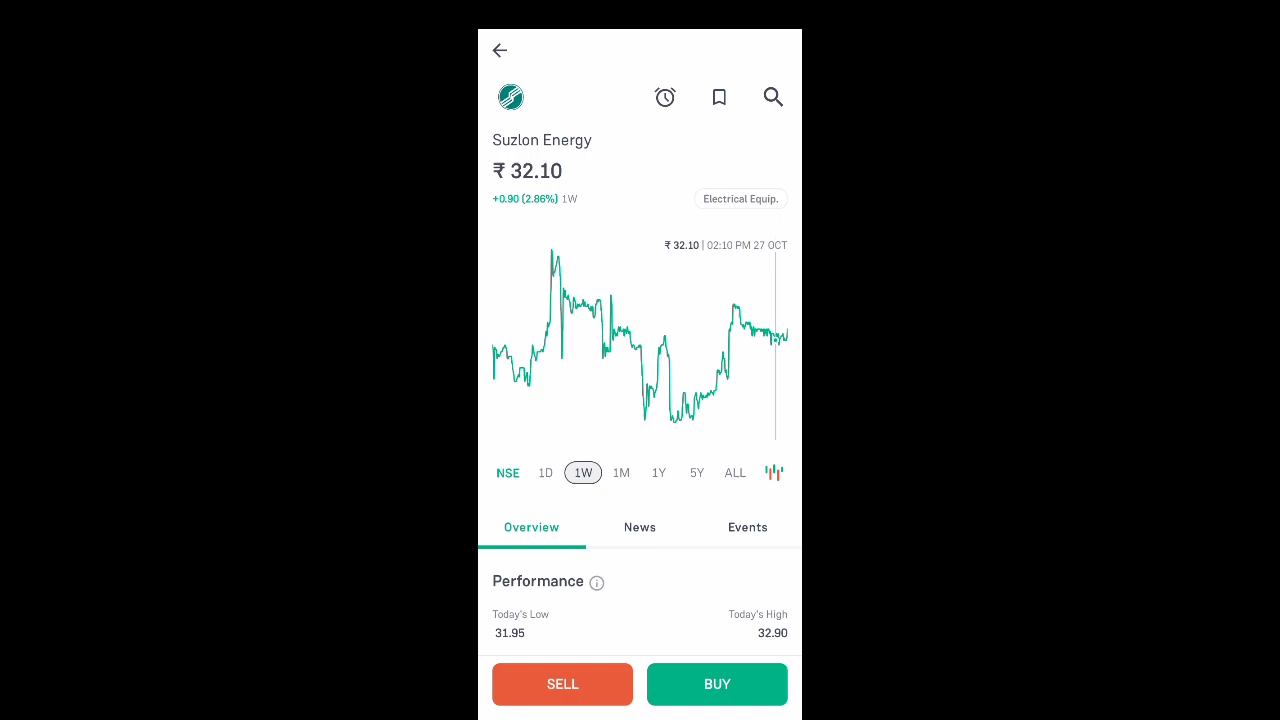 Suzlon Energy
₹ 32.10
+0.90 (2.86%) 1W
Electrical Equip.
₹ 32.10 | 02:10 PM 27 OCT
NSE 1D 1W 1M 1Y 5Y ALL
Overview News Events
Performance
Today's Low Today's High
31.95 32.90
SELL BUY